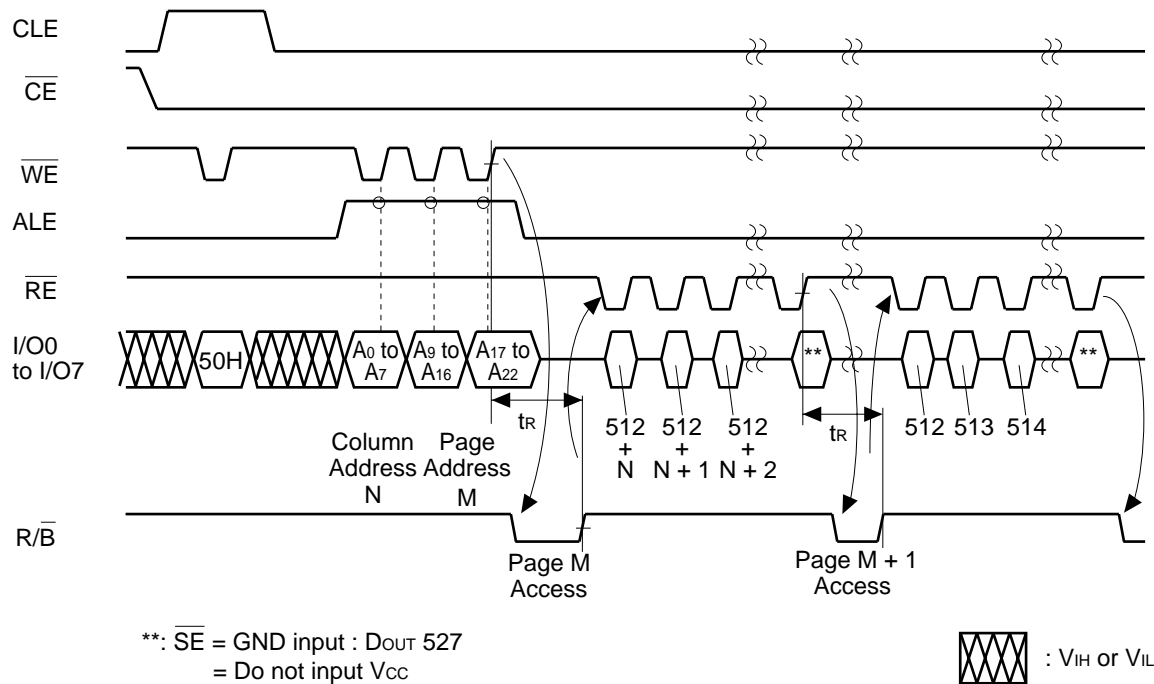 CLE
CE
WE
ALE
RE
I/O0
to I/O7
50H
A0 to
A7
A9 to
A16
A17 to
A22
**
**
tR
tR
Column
Address
N
Page
Address
M
512
+
N
512
+
N + 1
512
+
N + 2
512
513
514
R/B
Page M
Access
Page M + 1
Access
**: SE = GND input : DOUT 527
= Do not input VCC
: VIH or VIL